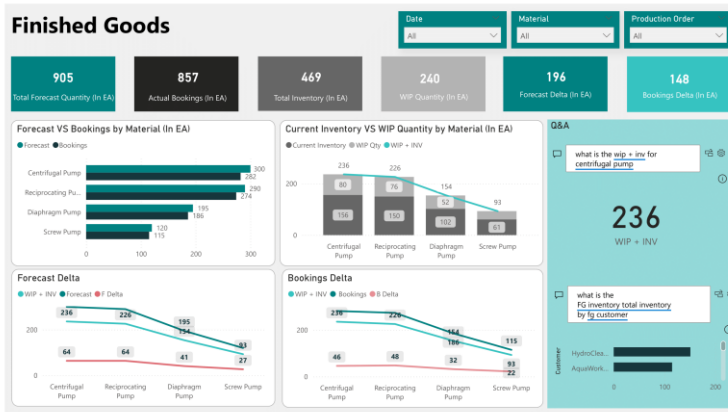 Finished Goods
Date
All
Material
All
Production Order
All
905
Total Forecast Quantity (In EA)
857
Actual Bookings (In EA)
469
Total Inventory (In EA)
240
WIP Quantity (In EA)
196
Forecast Delta (In EA)
148
Bookings Delta (In EA)
Forecast VS Bookings by Material (In EA)
Forecast Bookings
Centrifugal Pump
300
282
Reciprocating Pu...
290
274
Diaphragm Pump
195
186
Screw Pump
120
115
0 100 200 300
Current Inventory VS WIP Quantity by Material (In EA)
Current Inventory WIP Qty WIP + INV
236 226 154 93
200
80 76 52
156 150 102 61
0
Centrifugal Pump
Reciprocating Pump
Diaphragm Pump
Screw Pump
Q&A
what is the wip + inv for
centrifugal pump
236
WIP + INV
what is the
FG inventory total inventory
by fg customer
Customer
HydroClea...
AquaWork...
0 100 200
Forecast Delta
WIP + INV Forecast F Delta
236 226 195 154 93
200
64 64 41 27
0
Centrifugal Pump
Reciprocating Pump
Diaphragm Pump
Screw Pump
Bookings Delta
WIP + INV Bookings B Delta
236 226 154 186 115 93
200
46 48 32 22
0
Centrifugal Pump
Reciprocating Pump
Diaphragm Pump
Screw Pump